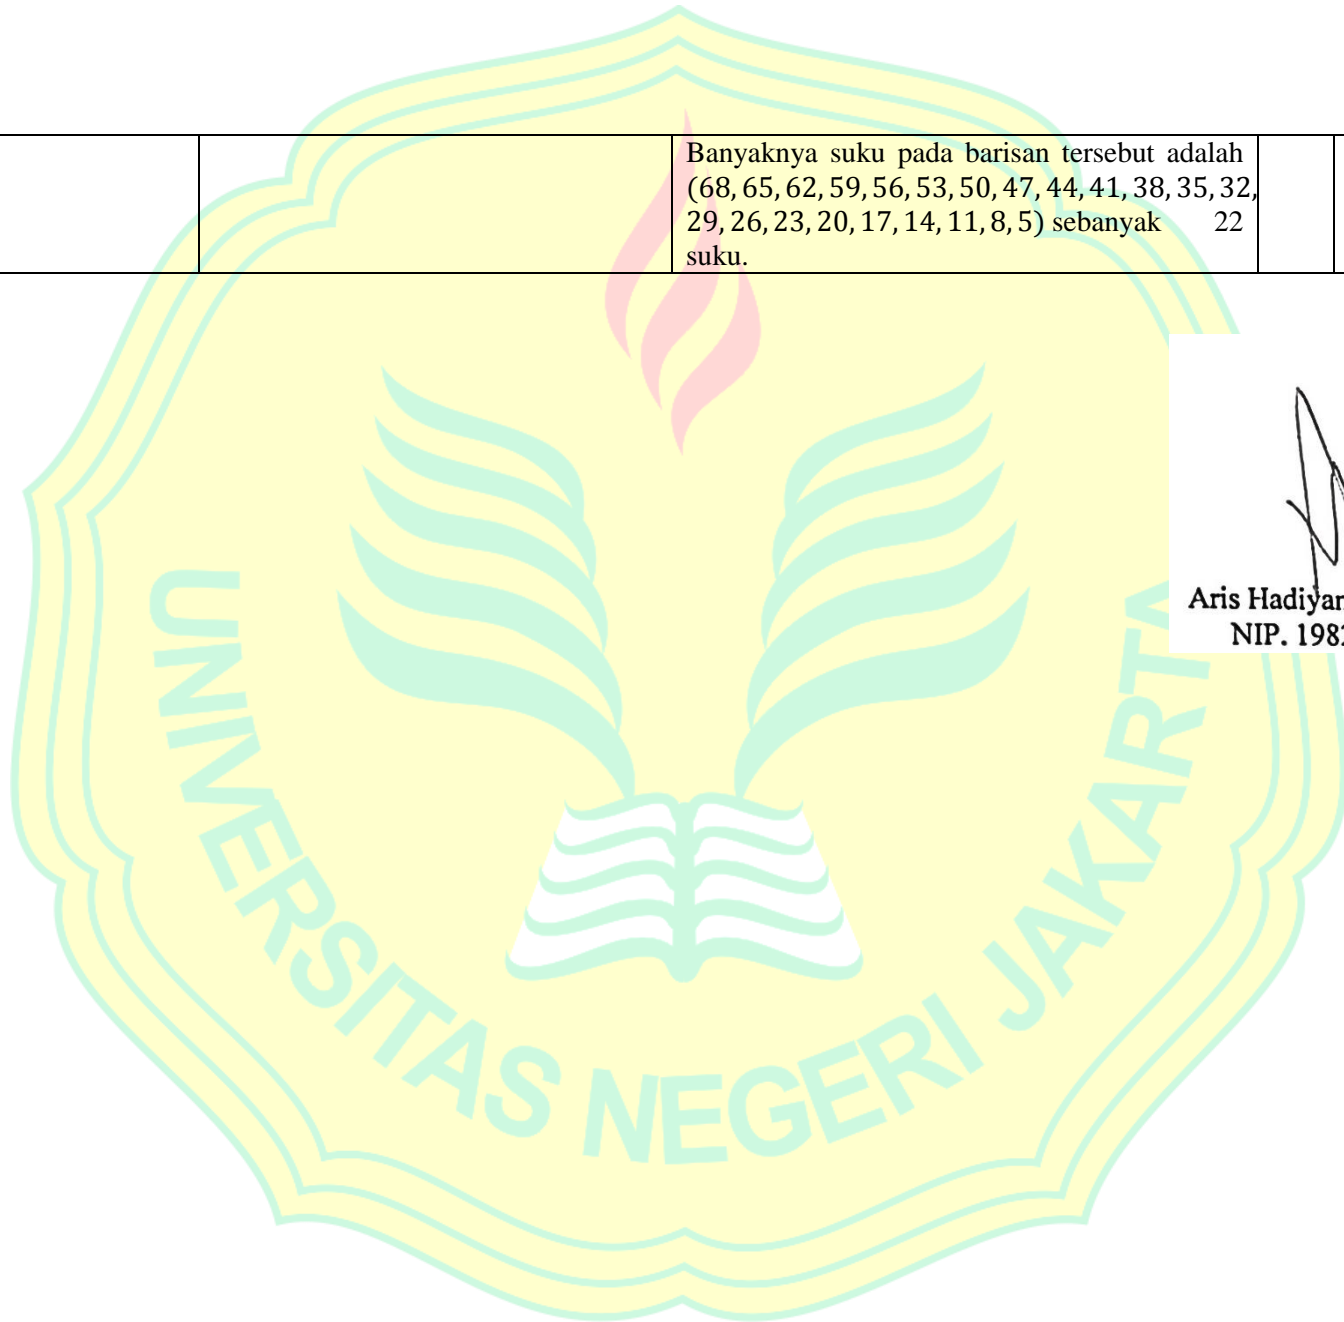 Banyaknya suku pada barisan tersebut adalah
(68, 65, 62, 59, 56, 53, 50, 47, 44, 41, 38, 35, 32,
29, 26, 23, 20, 17, 14, 11, 8, 5) sebanyak 22
suku.
Aris Hadiyan
NIP. 1982
UNIVERSITAS NEGERI JAKARTA